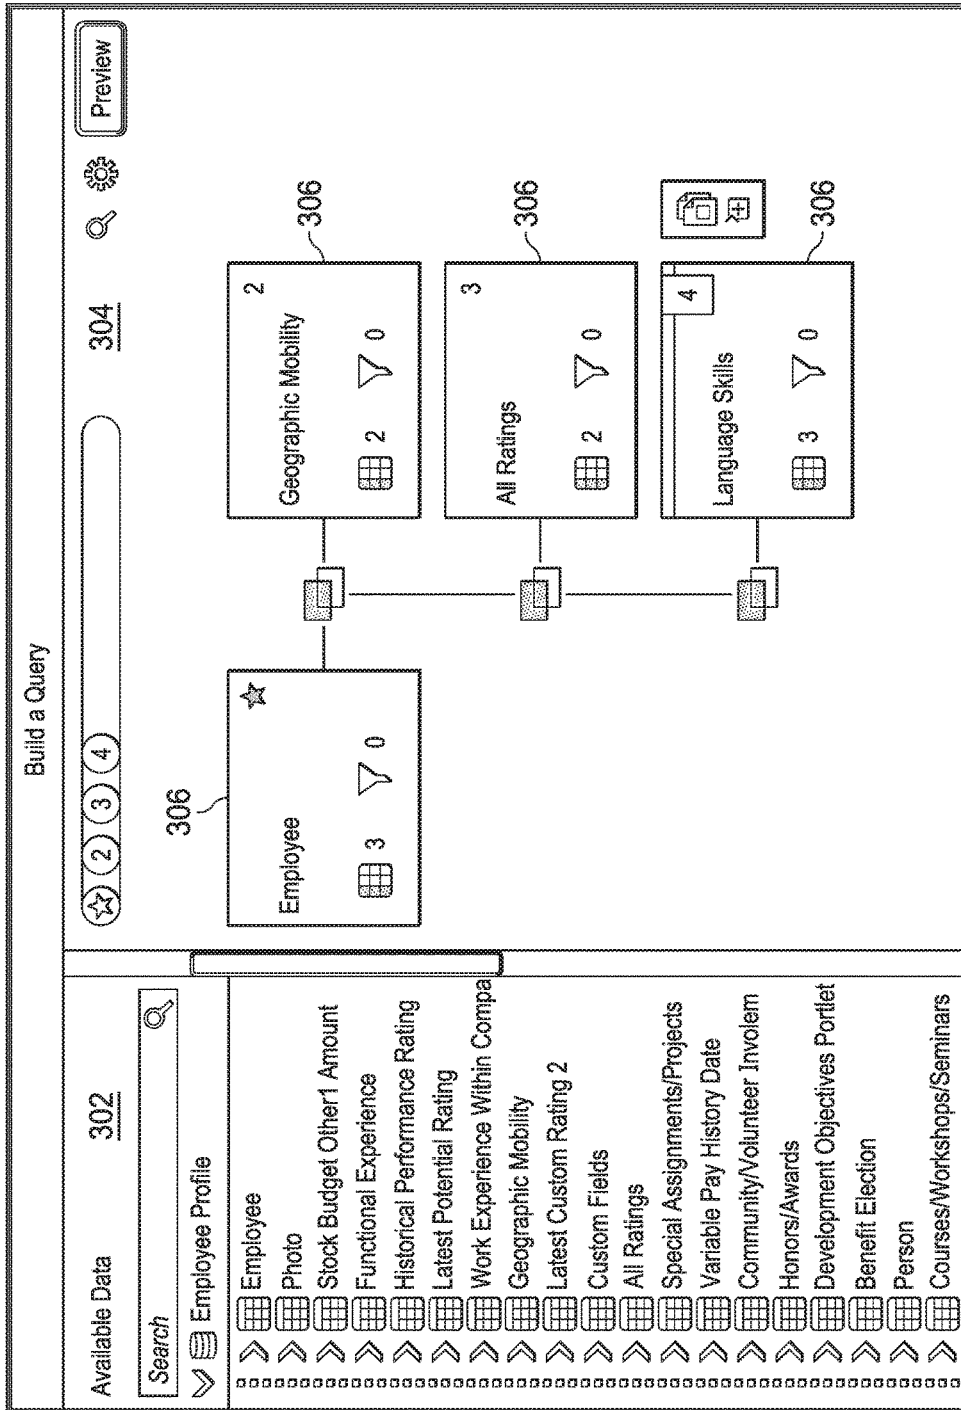 Build a Query
Available Data
302
Search
Employee Profile
Employee
Photo
Stock Budget Other1 Amount
Functional Experience
Historical Performance Rating
Latest Potential Rating
Work Experience Within Compa
Geographic Mobility
Latest Custom Rating 2
Custom Fields
All Ratings
Special Assignments/Projects
Variable Pay History Date
Community/Volunteer Involem
Honors/Awards
Development Objectives Portlet
Benefit Election
Person
Courses/Workshops/Seminars
2 3 4
304
Preview
306
Employee
3 0
2
Geographic Mobility
2 0
306
3
All Ratings
2 0
306
4
Language Skills
3 0
306